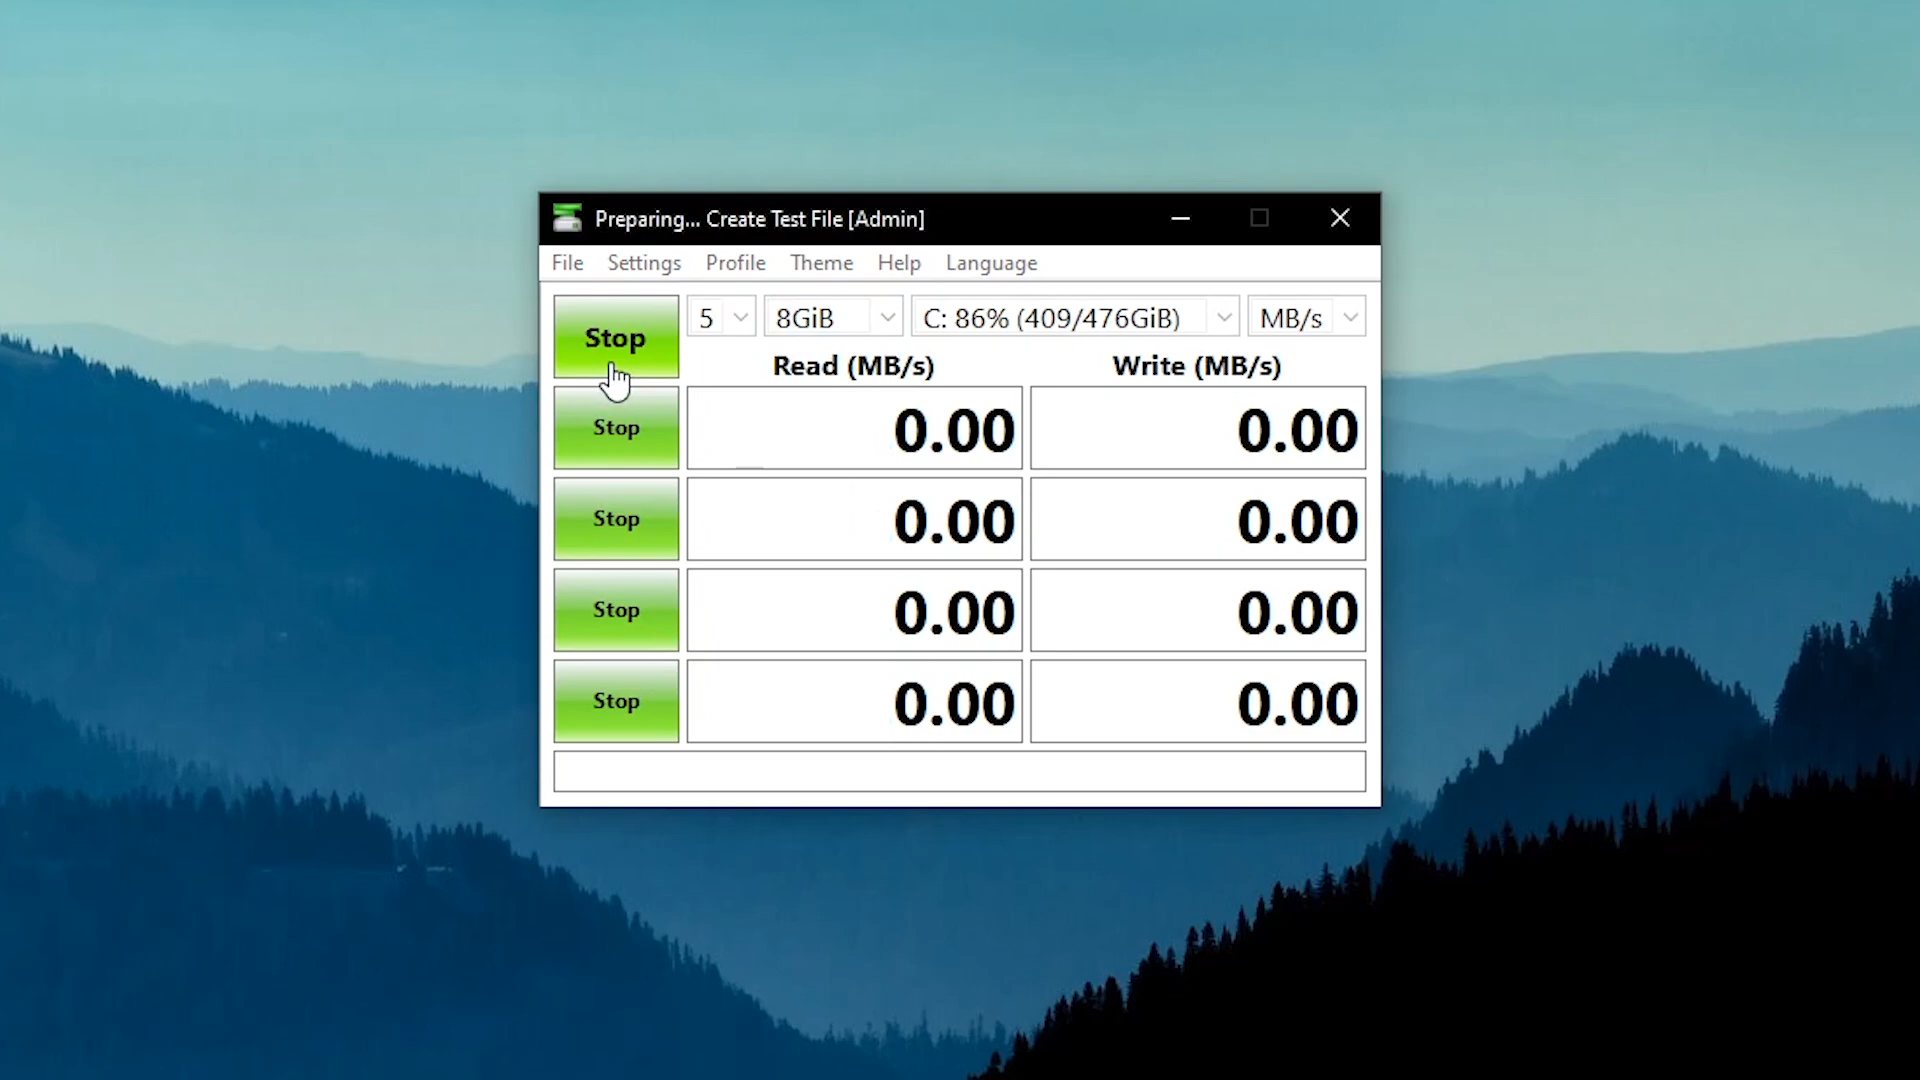 Preparing... Create Test File [Admin]
File Settings Profile Theme Help Language
Stop 5 8GiB C: 86% (409/476GiB) MB/s
Read (MB/s) Write (MB/s)
Stop 0.00 0.00
Stop 0.00 0.00
Stop 0.00 0.00
Stop 0.00 0.00